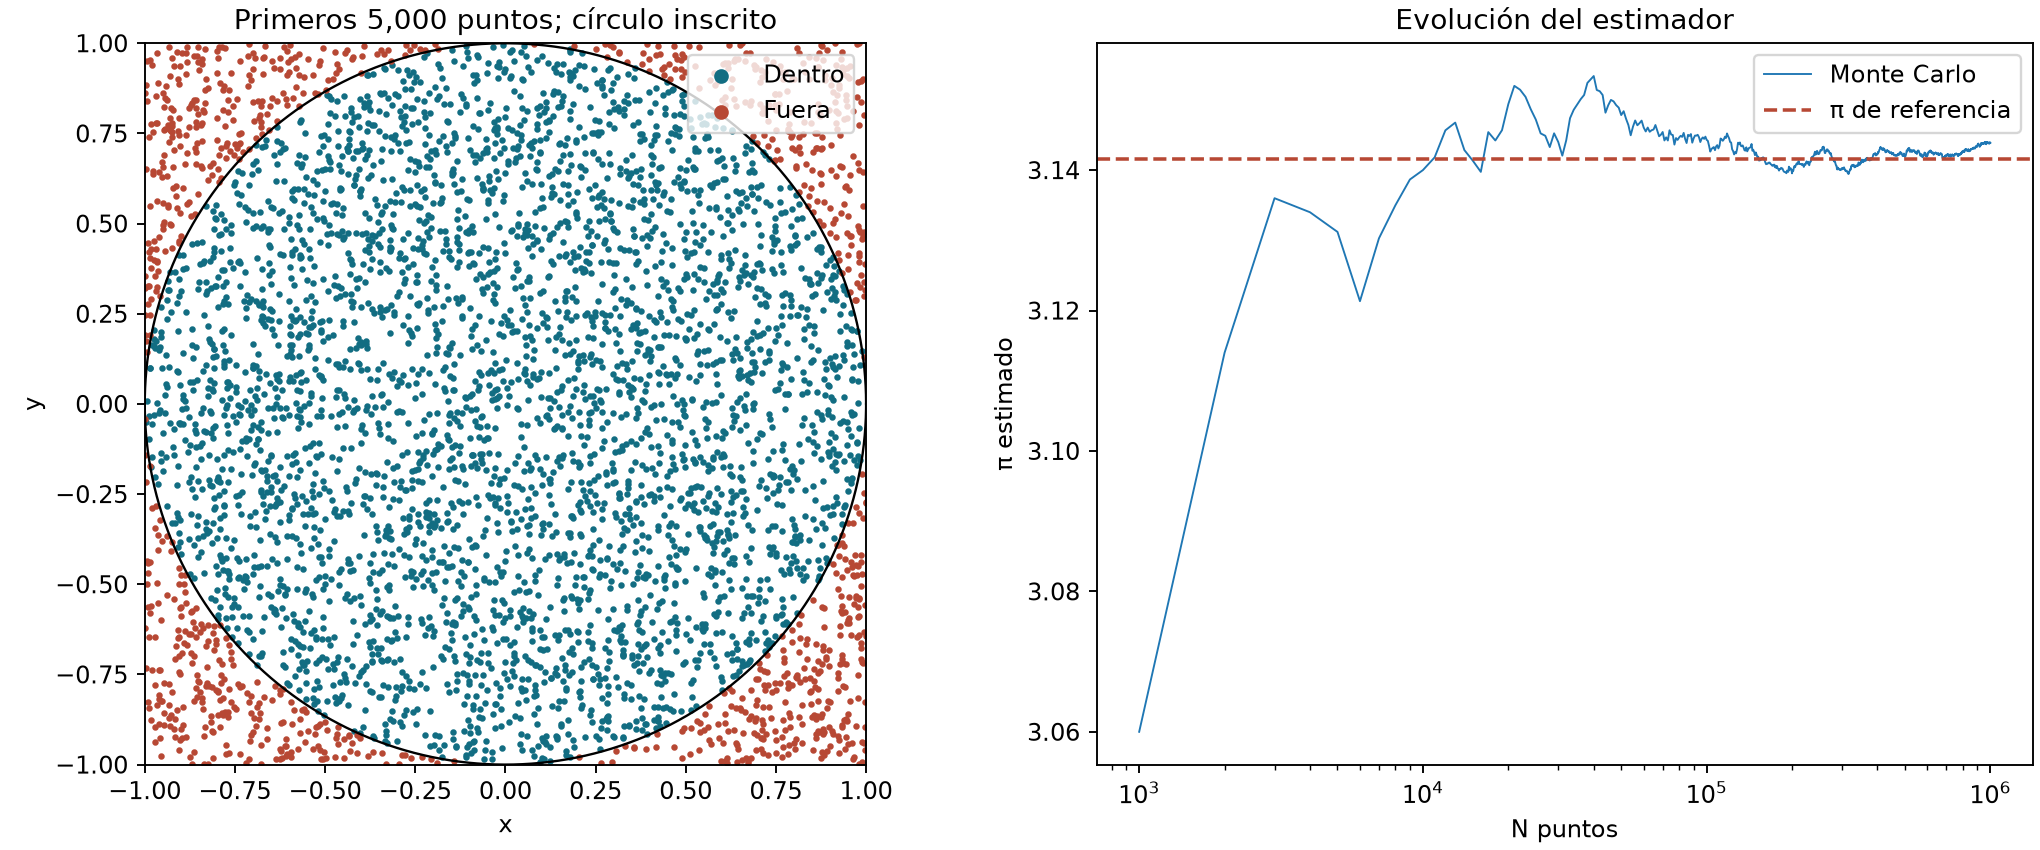 Primeros 5,000 puntos; círculo inscrito
1.00
0.75
0.50
0.25
0.00
−0.25
−0.50
−0.75
−1.00
y
Dentro
Fuera
−1.00 −0.75 −0.50 −0.25 0.00 0.25 0.50 0.75 1.00
x
Evolución del estimador
Monte Carlo
π de referencia
3.14
3.12
3.10
3.08
3.06
π estimado
10³ 10⁴ 10⁵ 10⁶
N puntos